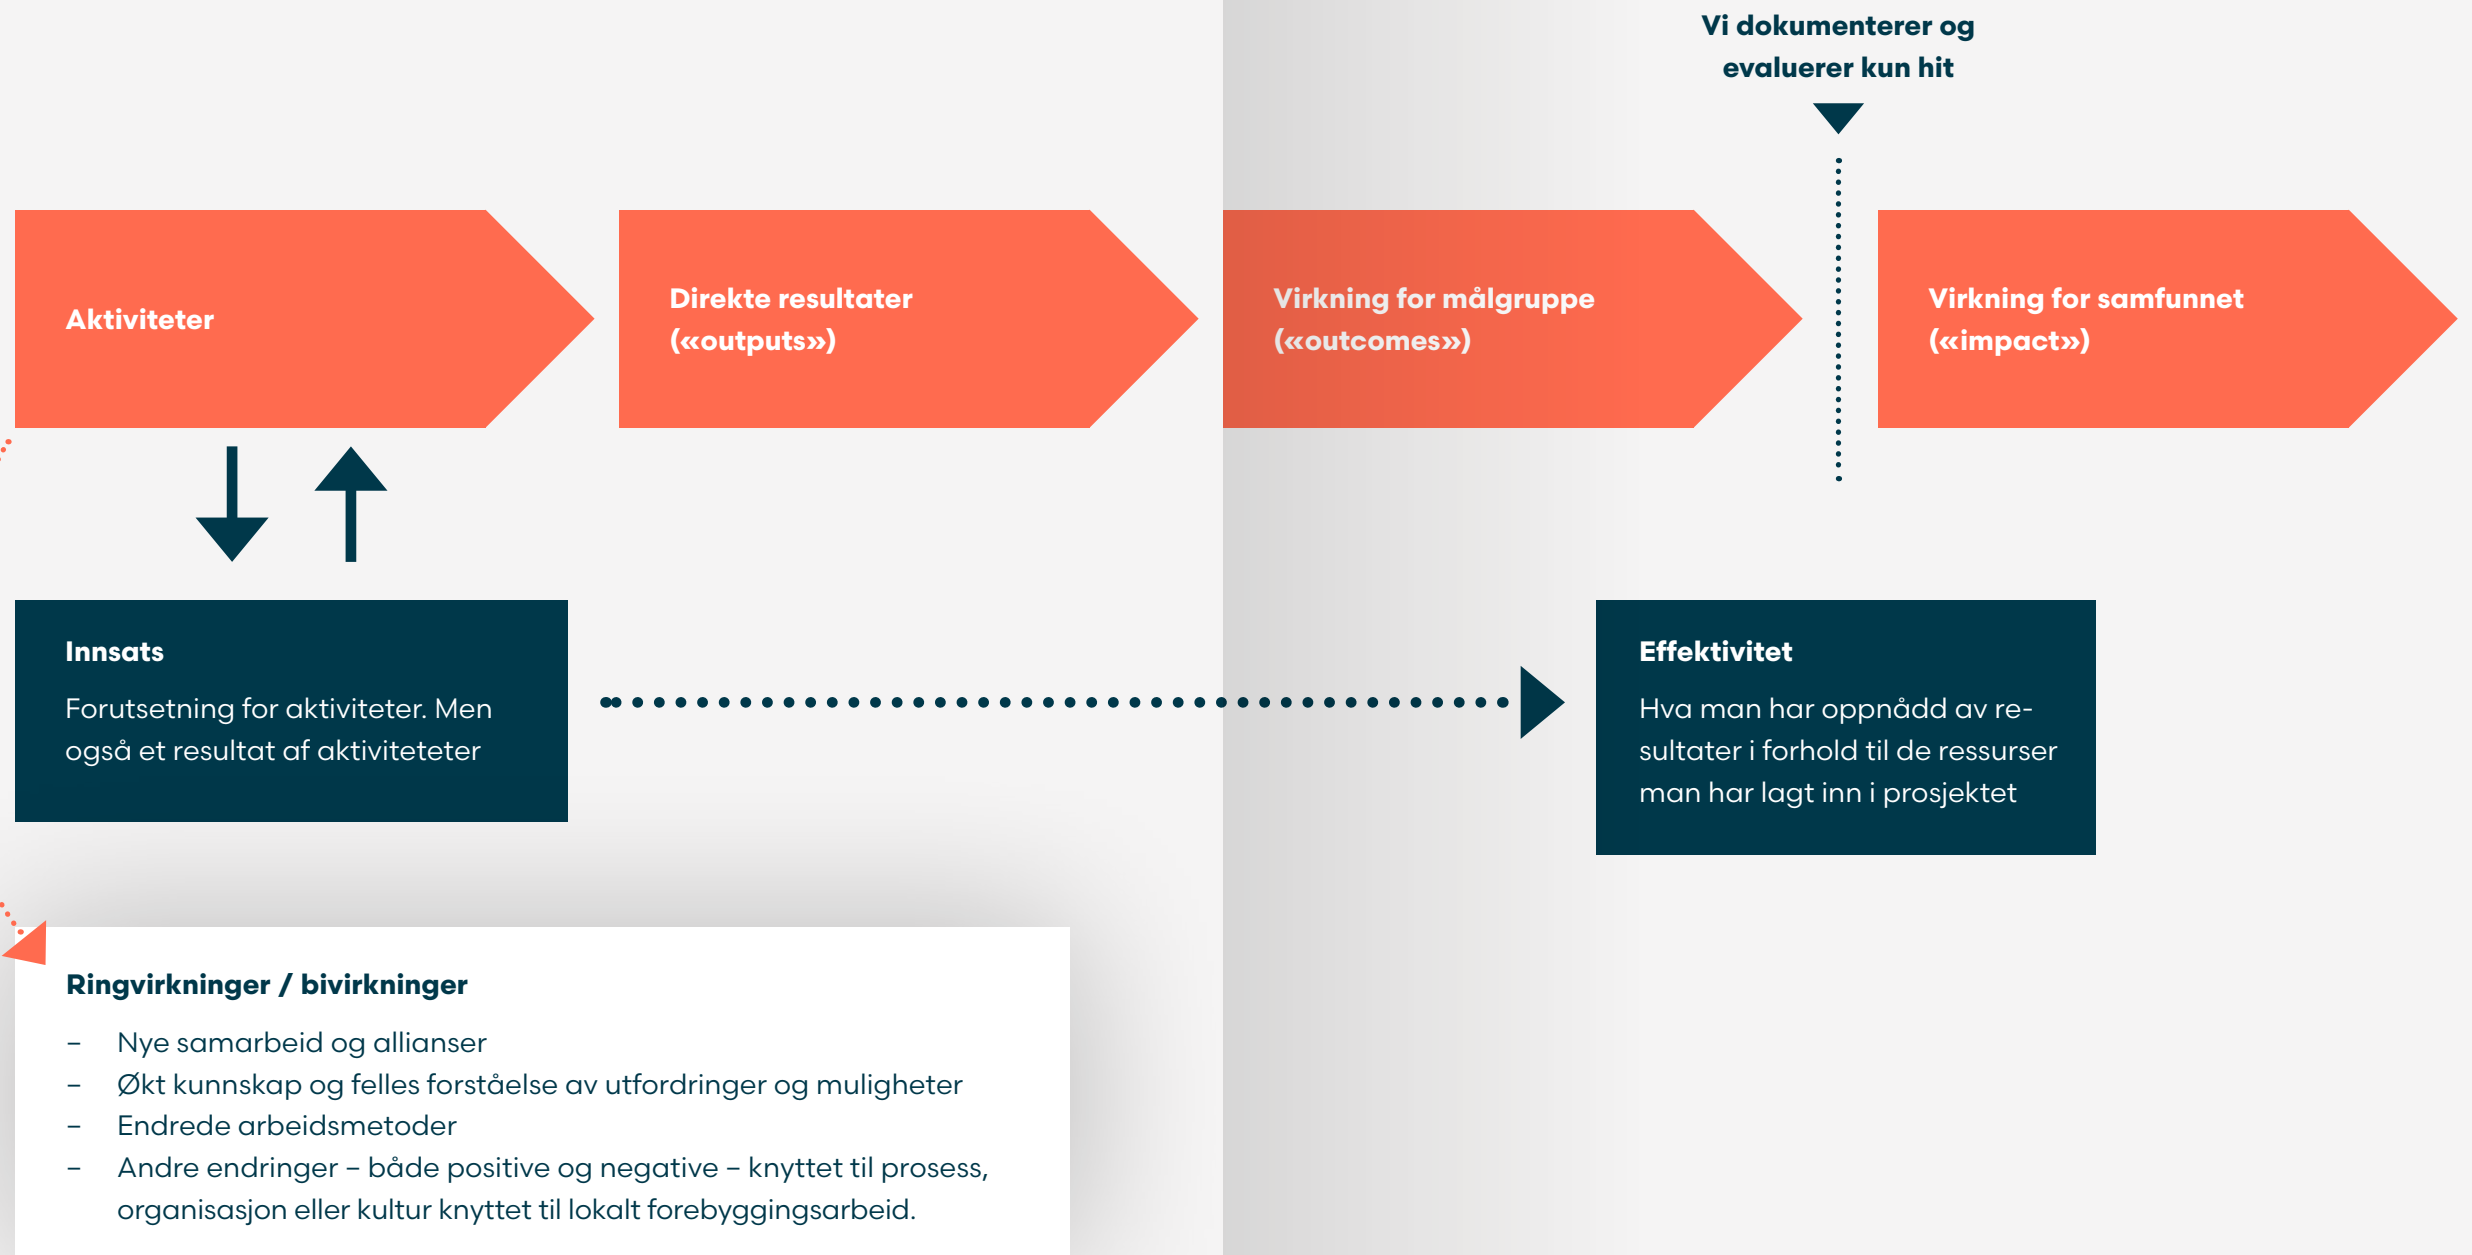 Vi dokumenterer og
evaluerer kun hit
Aktiviteter
Direkte resultater
(«outputs»)
Virkning for målgruppe
(«outcomes»)
Virkning for samfunnet
(«impact»)
Innsats
Forutsetning for aktiviteter. Men
også et resultat af aktiviteteter
Effektivitet
Hva man har oppnådd av re-
sultater i forhold til de ressurser
man har lagt inn i prosjektet
Ringvirkninger / bivirkninger
– Nye samarbeid og allianser
– Økt kunnskap og felles forståelse av utfordringer og muligheter
– Endrede arbeidsmetoder
– Andre endringer – både positive og negative – knyttet til prosess,
organisasjon eller kultur knyttet til lokalt forebyggingsarbeid.